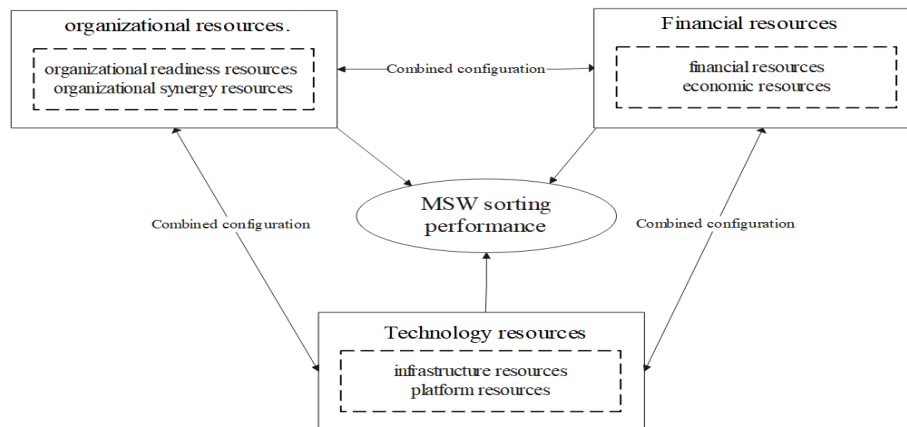 organizational resources.
organizational readiness resources
organizational synergy resources
Combined configuration
Financial resources
financial resources
economic resources
MSW sorting
performance
Combined configuration
Combined configuration
Technology resources
infrastructure resources
platform resources